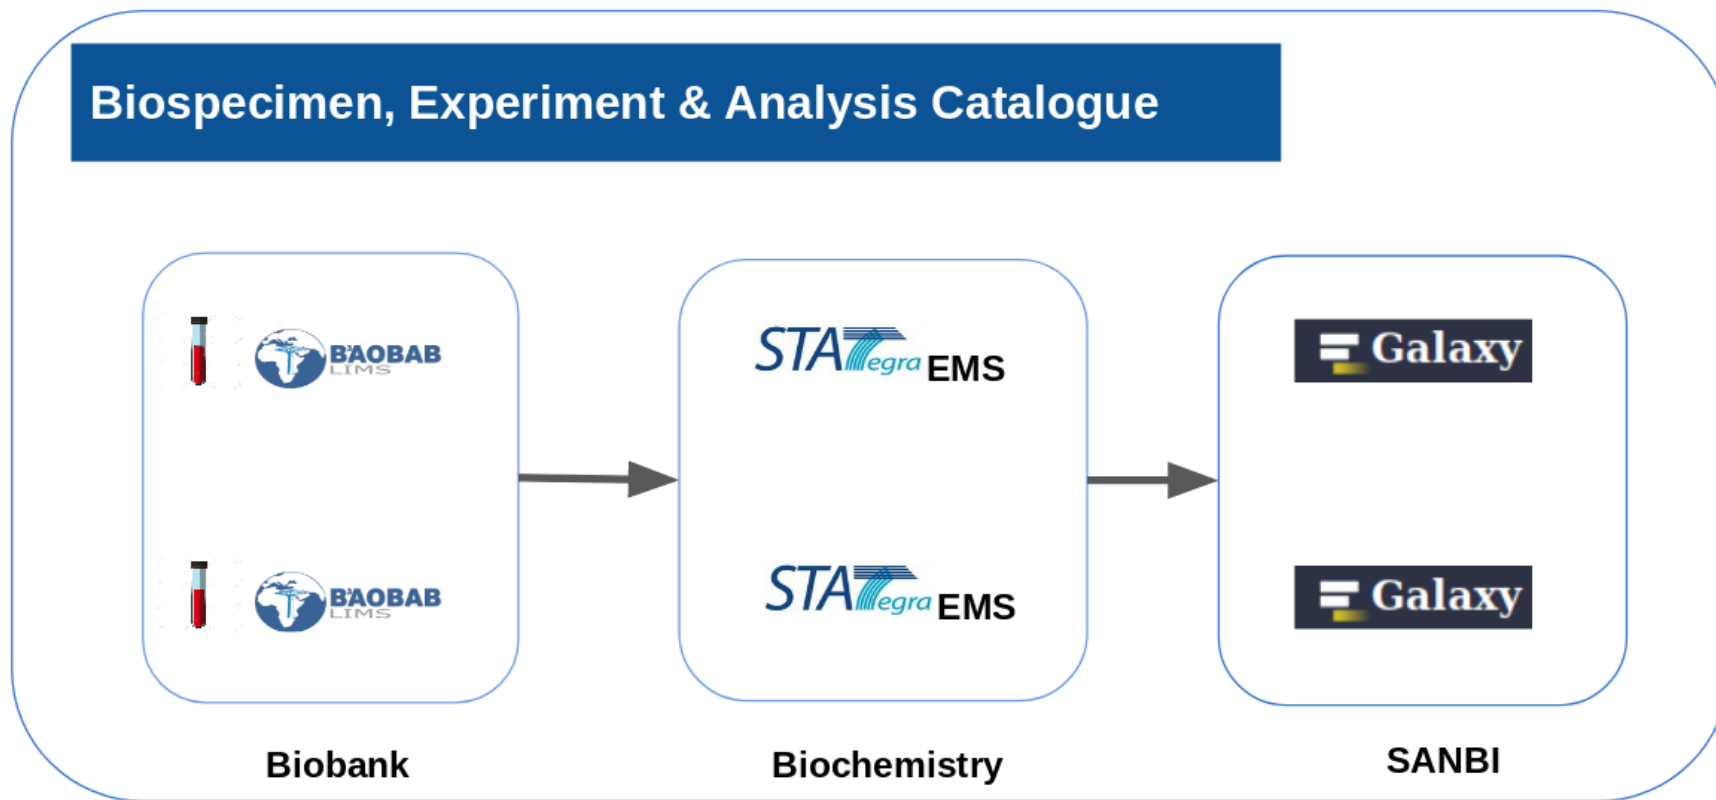 Biospecimen, Experiment & Analysis Catalogue
BAOBAB
LIMS
STATegra EMS
Galaxy
BAOBAB
LIMS
STATegra EMS
Galaxy
Biobank
Biochemistry
SANBI